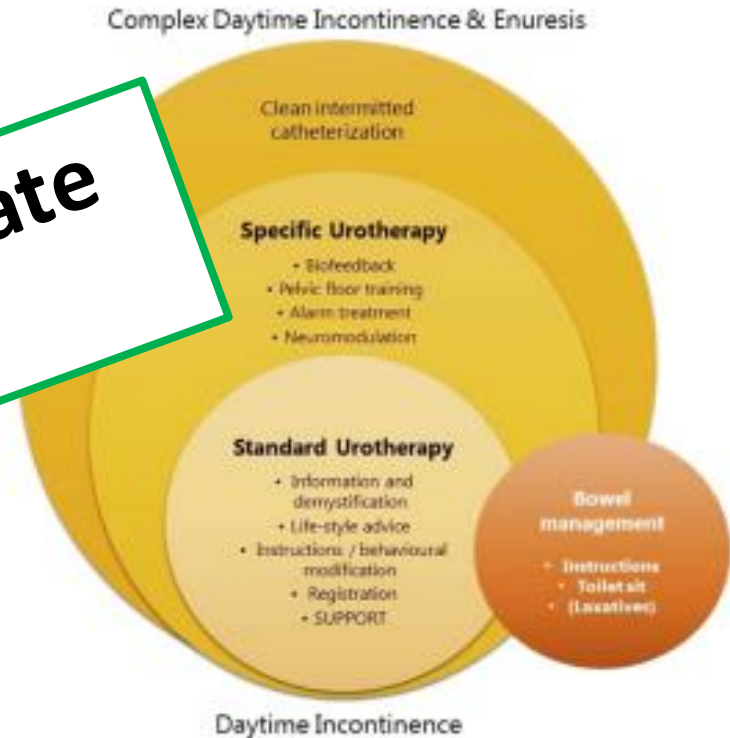 Complex Daytime Incontinence & Enuresis
Clean intermitted
catheterization
ate
Specific Urotherapy
• Biofeedback
• Pelvic floor training
• Alarm treatment
• Neuromodulation
Standard Urotherapy
• Information and
demystification
• Life-style advice
• Instructions / behavioural
modification
• Registration
• SUPPORT
Bowel
management
• Instructions
• Toilet sit
• (Laxatives)
Daytime Incontinence